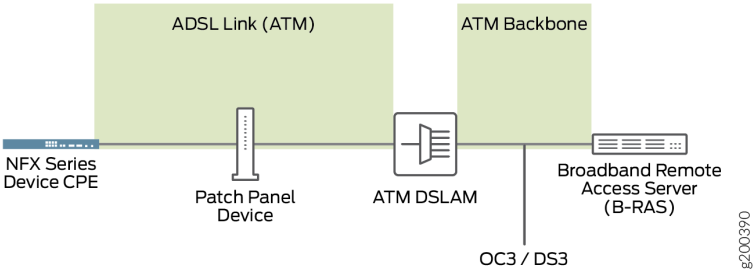 ADSL Link (ATM)
ATM Backbone
NFX Series
Device CPE
Patch Panel
Device
ATM DSLAM
Broadband Remote
Access Server
(B-RAS)
OC3 / DS3
g200390